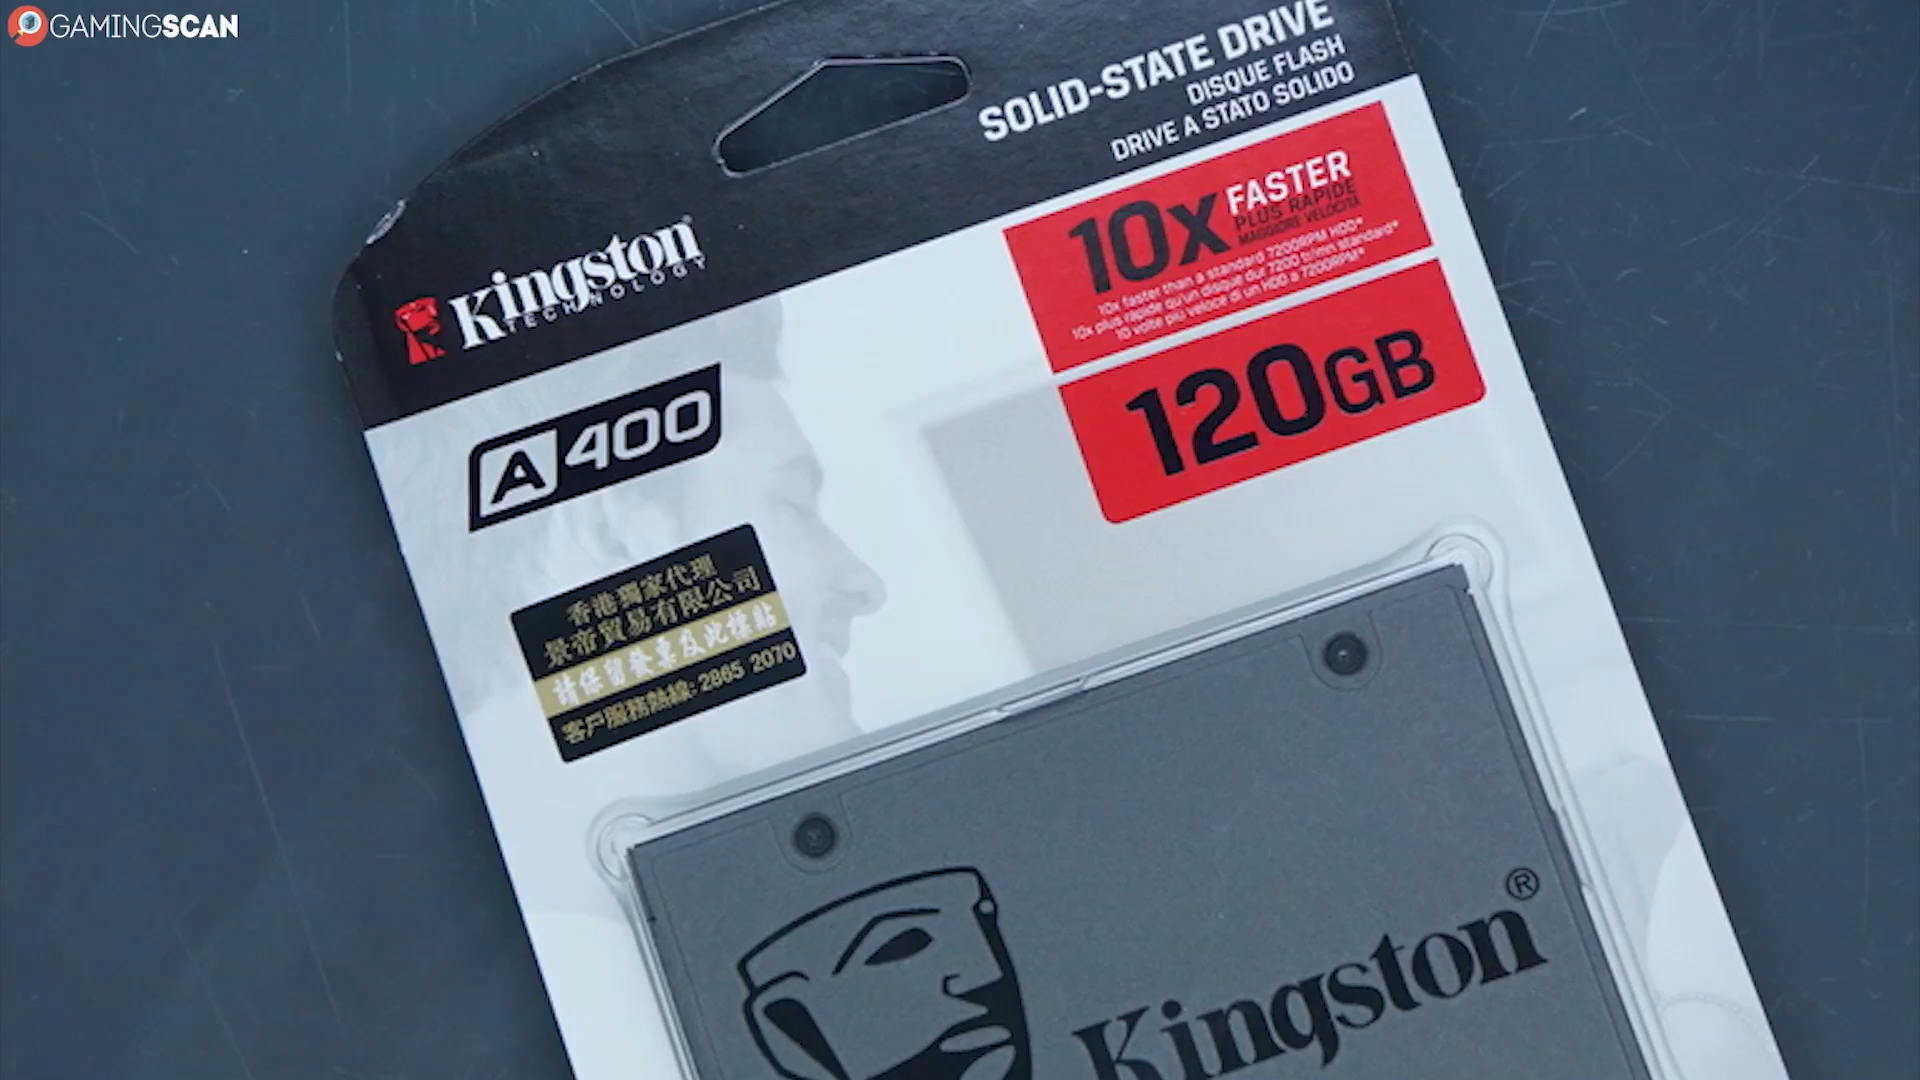 GAMINGSCAN
SOLID-STATE DRIVE
DISQUE FLASH
DRIVE A STATO SOLIDO
Kingston
TECHNOLOGY
10x FASTER
PLUS RAPIDE
MAGGIORE VELOCITÀ
10x faster than a standard 7200RPM HDD*
10x plus rapide qu'un disque dur 7200 tr/mn standard*
10 volte più veloce di un HDD a 7200RPM*
120GB
A400
香港獨家代理
景帝貿易有限公司
請保留發票及此標貼
客戶服務熱線: 2865 2070
Kingston®